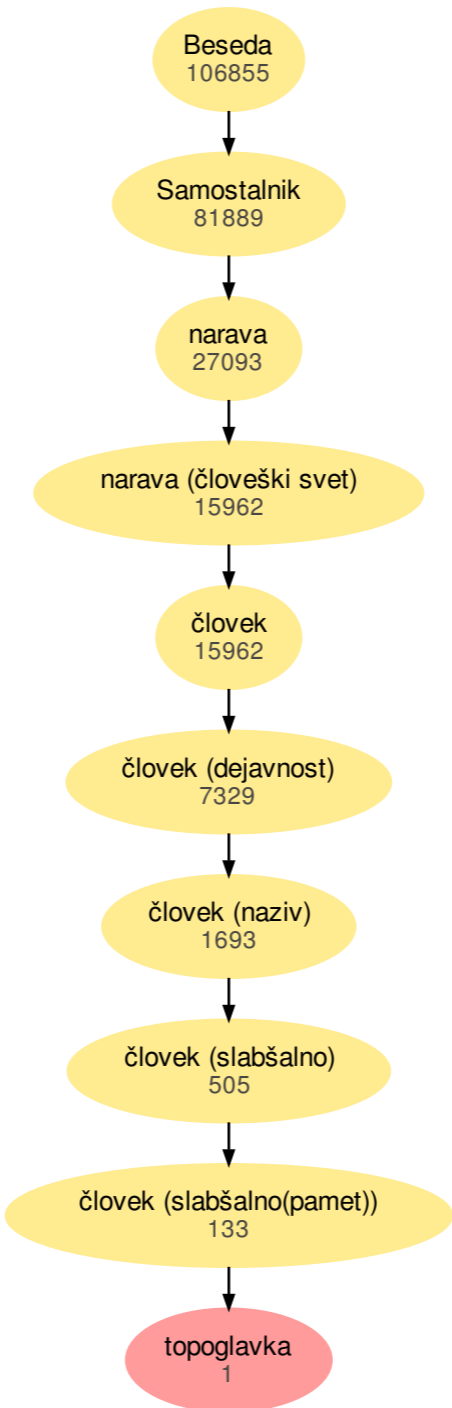 Beseda
106855
Samostalnik
81889
narava
27093
narava (človeški svet)
15962
človek
15962
človek (dejavnost)
7329
človek (naziv)
1693
človek (slabšalno)
505
človek (slabšalno(pamet))
133
topoglavka
1